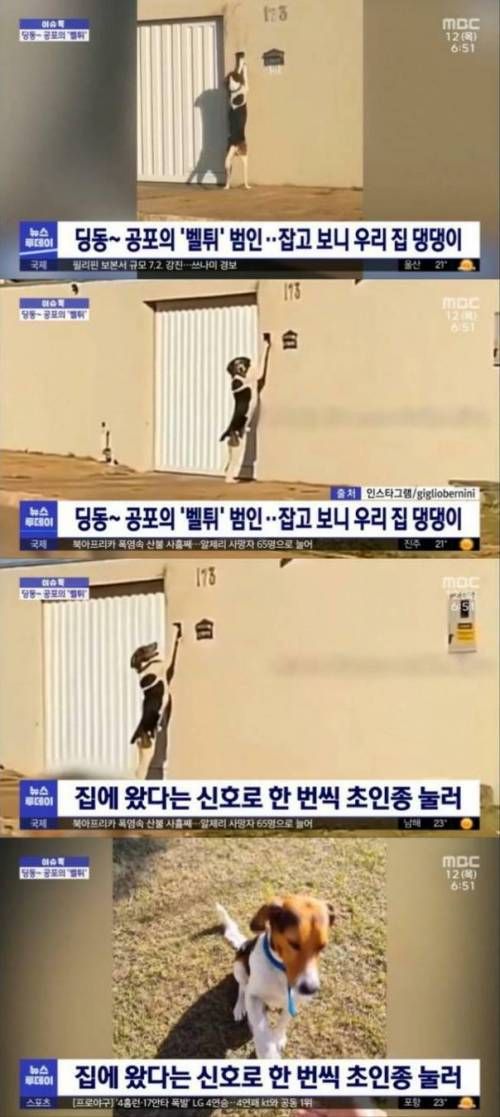 이슈톡
딩동~ 공포의 '벨튀'
MBC
12(목)
6:51
뉴스
투데이
딩동~ 공포의 '벨튀' 범인‥잡고 보니 우리 집 댕댕이
국제
필리핀 보본서 규모 7.2. 강진…쓰나미 경보
울산 21°
이슈톡
딩동~ 공포의 '벨튀'
173
MBC
12(목)
6:51
출처 인스타그램/gigliobernini
뉴스
투데이
딩동~ 공포의 '벨튀' 범인‥잡고 보니 우리 집 댕댕이
국제
북아프리카 폭염속 산불 사흘째…알제리 사망자 65명으로 늘어
진주 21°
이슈톡
딩동~ 공포의 '벨튀'
173
MBC
12(목)
6:51
뉴스
투데이
집에 왔다는 신호로 한 번씩 초인종 눌러
국제
북아프리카 폭염속 산불 사흘째…알제리 사망자 65명으로 늘어
남해 23°
이슈톡
딩동~ 공포의 '벨튀'
MBC
12(목)
6:51
뉴스
투데이
집에 왔다는 신호로 한 번씩 초인종 눌러
스포츠
[프로야구] '4홈런·17안타 폭발' LG 4연승…4연패 kt와 공동 1위
포항 23°